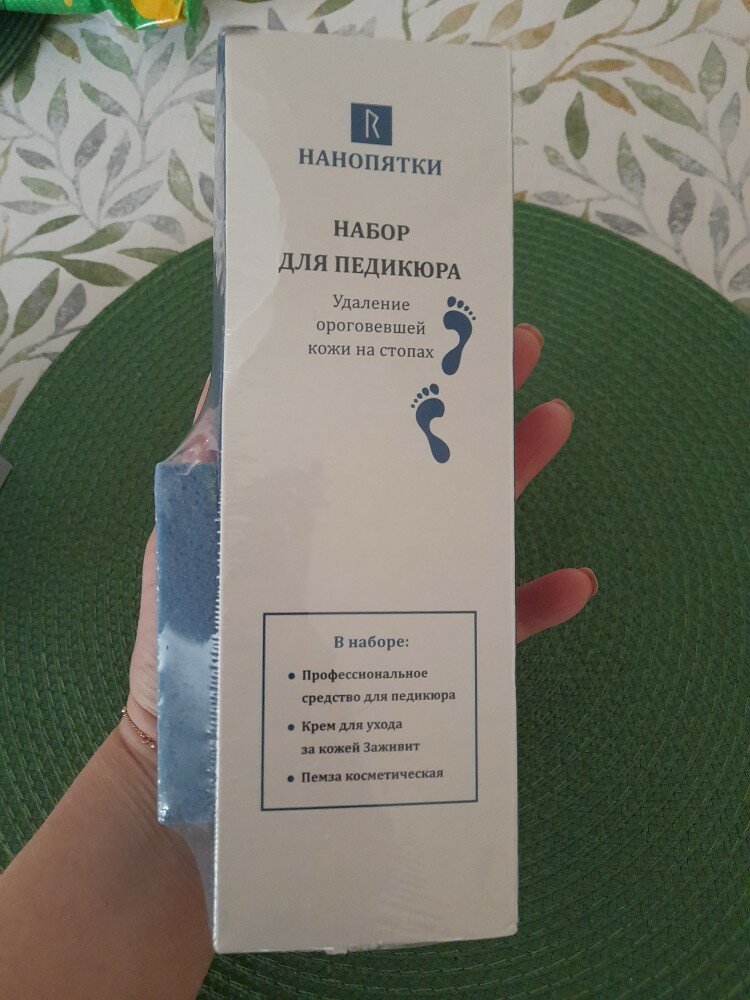 R
НАНОПЯТКИ
НАБОР
ДЛЯ ПЕДИКЮРА
Удаление
ороговевшей
кожи на стопах
В наборе:
• Профессиональное
средство для педикюра
• Крем для ухода
за кожей Заживит
• Пемза косметическая